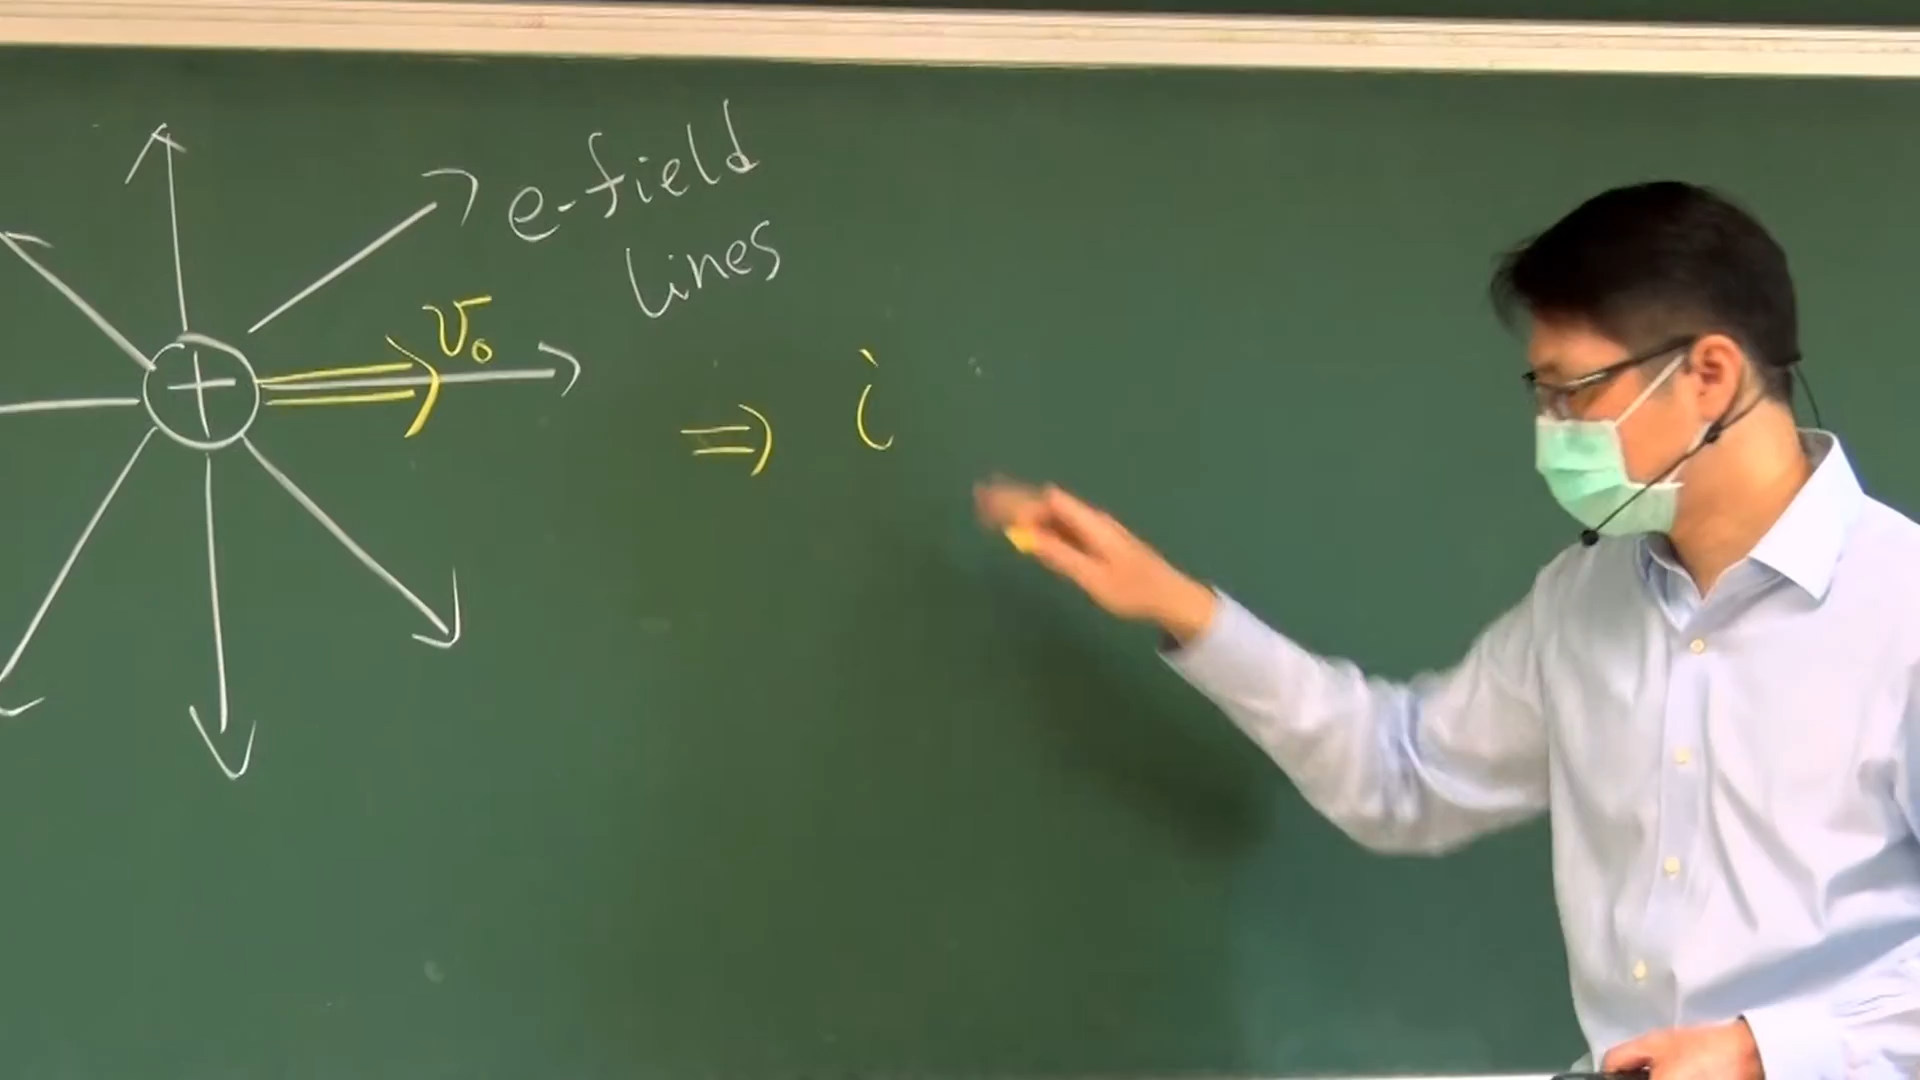 e-field
lines
+
v₀
⇒ i